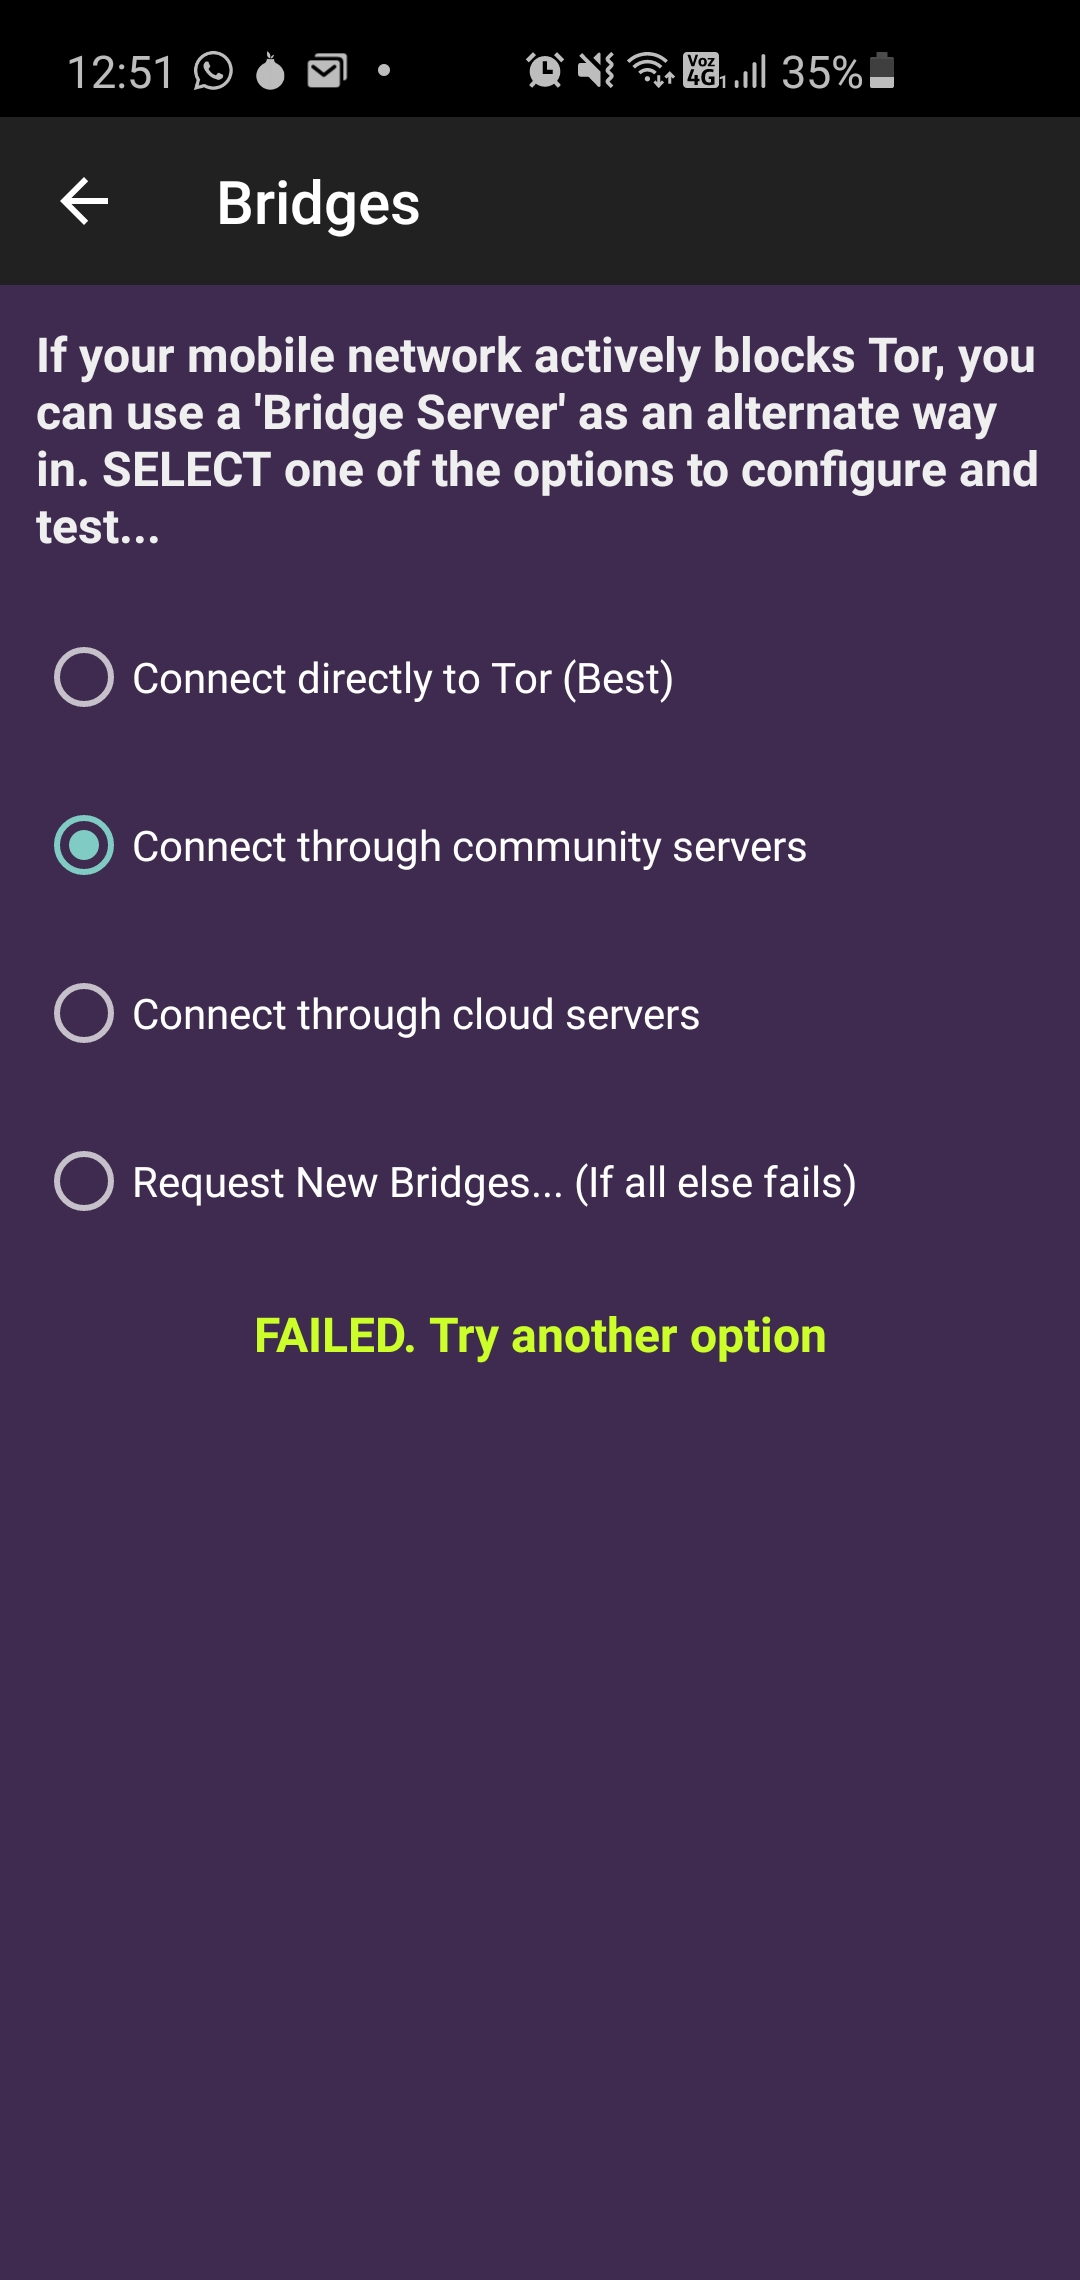 12:51
Voz 4G 1 35%
Bridges
If your mobile network actively blocks Tor, you
can use a 'Bridge Server' as an alternate way
in. SELECT one of the options to configure and
test...
Connect directly to Tor (Best)
Connect through community servers
Connect through cloud servers
Request New Bridges... (If all else fails)
FAILED. Try another option